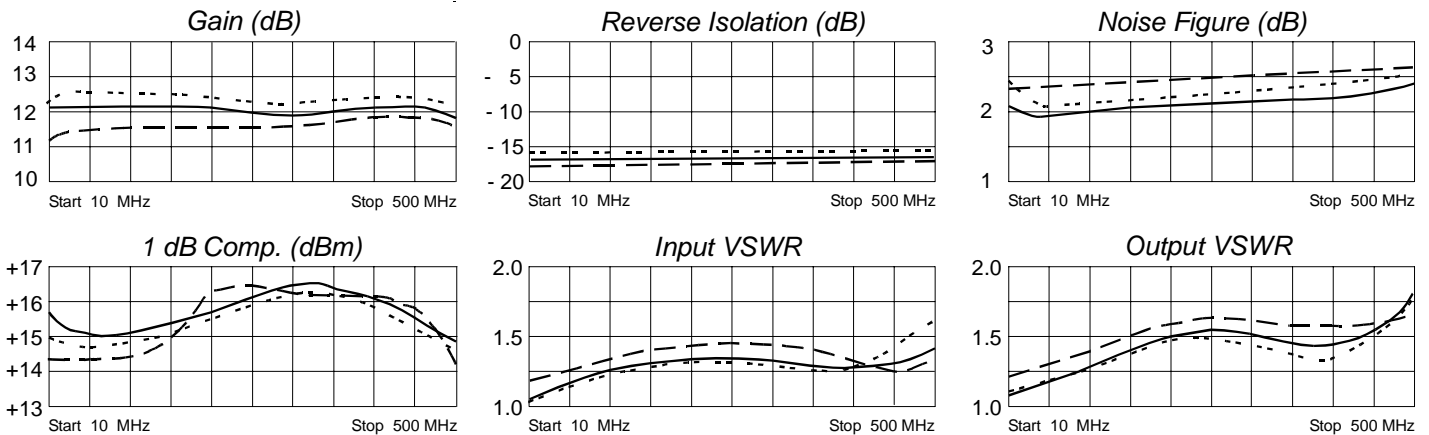 Gain (dB)
14
13
12
11
10
Start 10 MHz
Stop 500 MHz
Reverse Isolation (dB)
0
- 5
- 10
- 15
- 20
Start 10 MHz
Stop 500 MHz
Noise Figure (dB)
3
2
1
Start 10 MHz
Stop 500 MHz
1 dB Comp. (dBm)
+17
+16
+15
+14
+13
Start 10 MHz
Stop 500 MHz
Input VSWR
2.0
1.5
1.0
Start 10 MHz
Stop 500 MHz
Output VSWR
2.0
1.5
1.0
Start 10 MHz
Stop 500 MHz